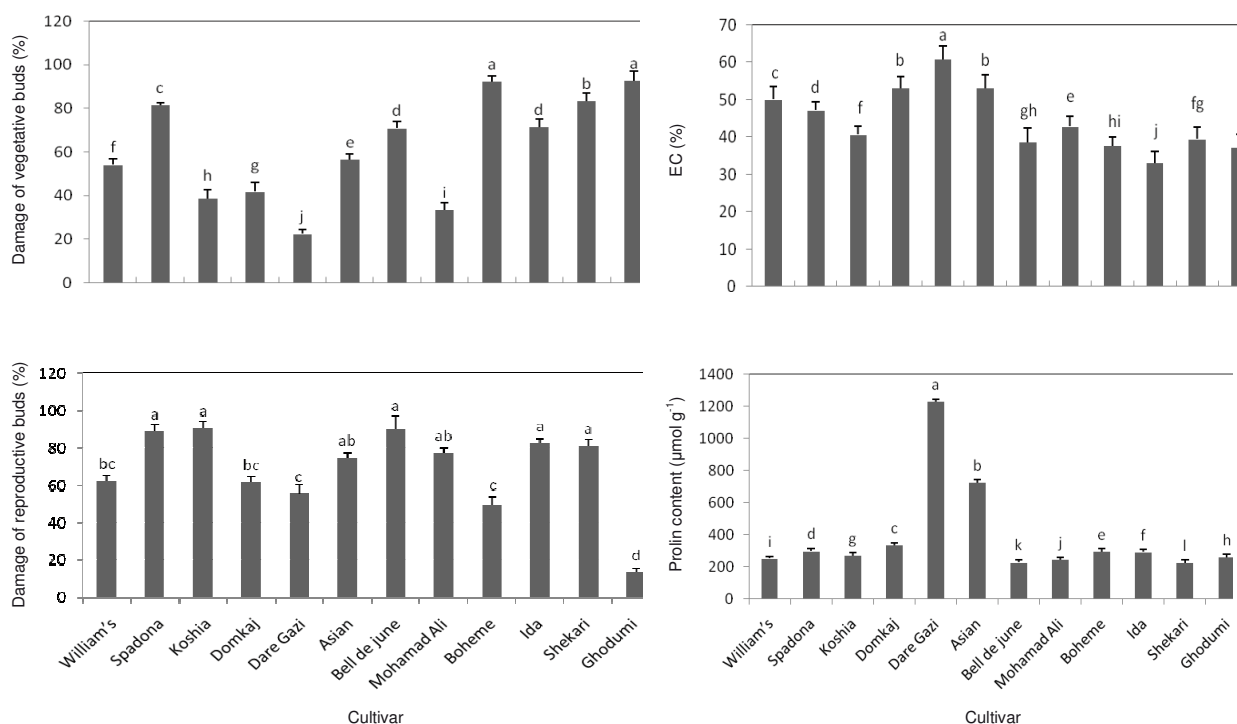 Damage of vegetative buds (%)
120
100
80
60
40
20
0
f
c
h
g
j
e
d
i
a
d
b
a
EC (%)
70
60
50
40
30
20
10
0
c
d
f
b
a
b
gh
e
hi
j
fg
Damage of reproductive buds (%)
120
100
80
60
40
20
0
bc
a
a
bc
c
ab
a
ab
c
a
a
d
William's
Spadona
Koshia
Domkaj
Dare Gazi
Asian
Bell de june
Mohamad Ali
Boheme
Ida
Shekari
Ghodumi
Cultivar
Prolin content (µmol g-1)
1400
1200
1000
800
600
400
200
0
i
d
g
c
a
b
k
j
e
f
l
h
William's
Spadona
Koshia
Domkaj
Dare Gazi
Asian
Bell de june
Mohamad Ali
Boheme
Ida
Shekari
Ghodumi
Cultivar